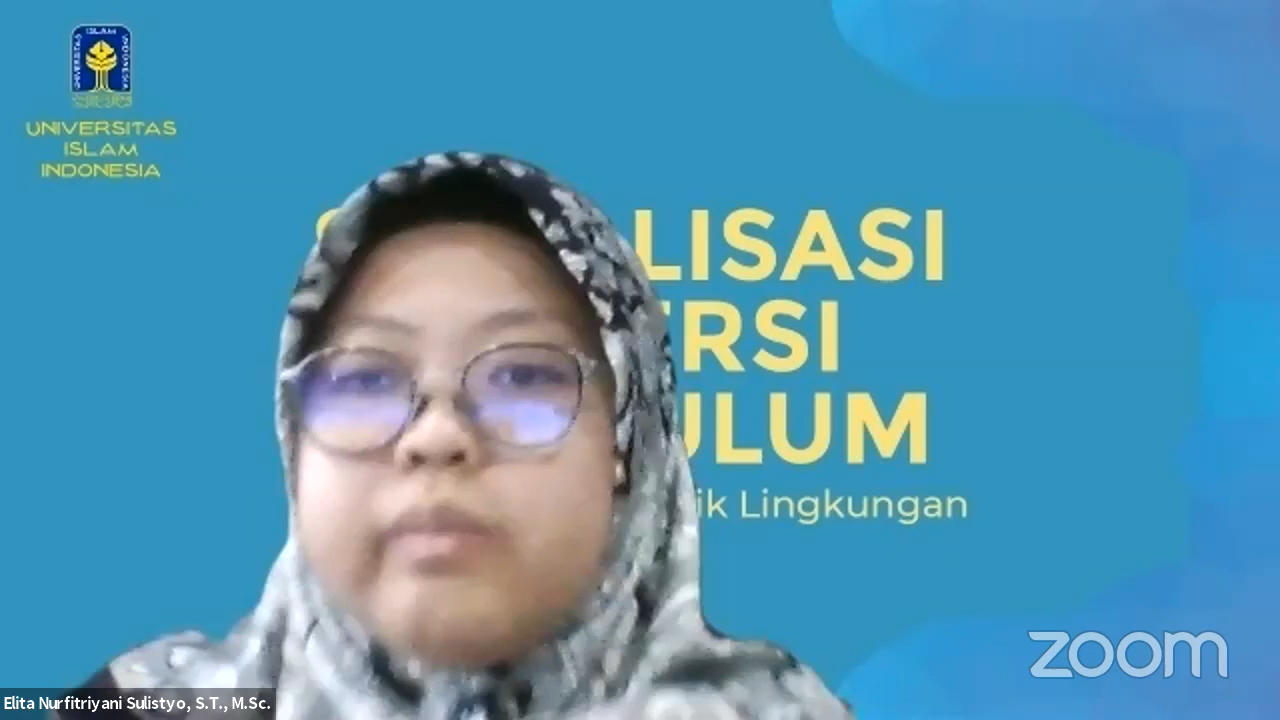 UNIVERSITAS
ISLAM
INDONESIA
LISASI
ERSI
ULUM
ik Lingkungan
zoom
Elita Nurfitriyani Sulistyo, S.T., M.Sc.